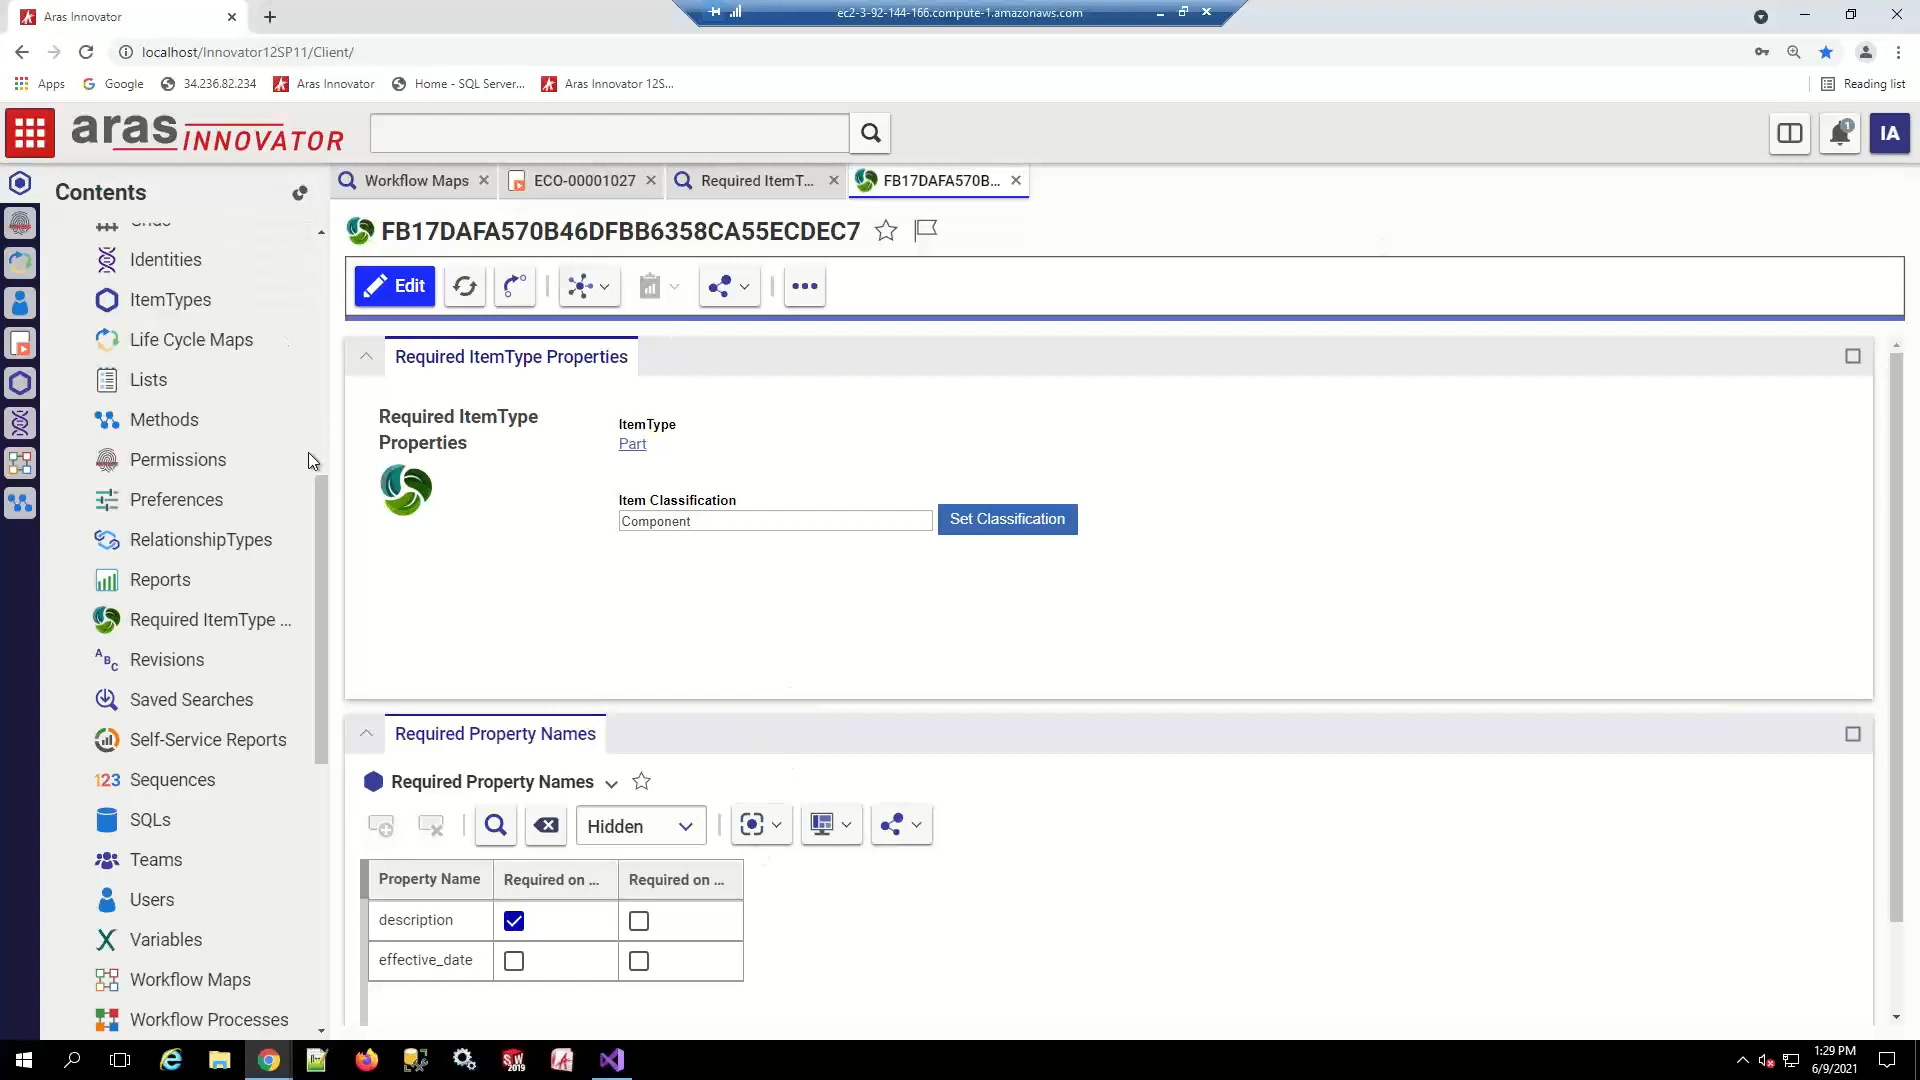 Aras Innovator
ec2-3-92-144-166.compute-1.amazonaws.com
localhost/Innovator12SP11/Client/
Apps
Google
34.236.82.234
Aras Innovator
Home - SQL Server...
Aras Innovator 12S...
Reading list
aras INNOVATOR
1
IA
Contents
Workflow Maps
ECO-00001027
Required ItemT...
FB17DAFA570B...
FB17DAFA570B46DFBB6358CA55ECDEC7
Edit
Identities
ItemTypes
Life Cycle Maps
Lists
Methods
Permissions
Preferences
RelationshipTypes
Reports
Required ItemType ...
ABC
Revisions
Saved Searches
Self-Service Reports
123
Sequences
SQLs
Teams
Users
Variables
Workflow Maps
Workflow Processes
Required ItemType Properties
Required ItemType
Properties
ItemType
Part
Item Classification
Component
Set Classification
Required Property Names
Required Property Names
Hidden
Property Name
Required on ...
Required on ...
description
effective_date
SW
2019
1:29 PM
6/9/2021